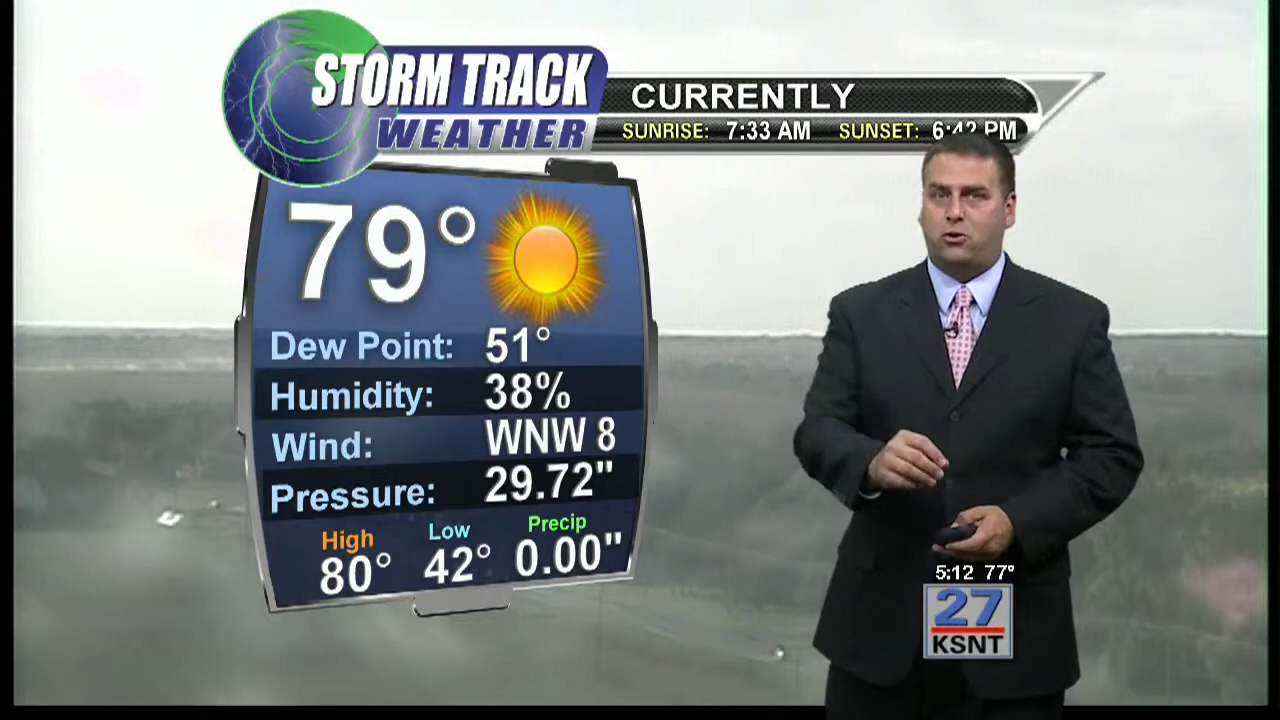 STORM TRACK
WEATHER
CURRENTLY
SUNRISE: 7:33 AM SUNSET: 6:42 PM
79°
Dew Point: 51°
Humidity: 38%
Wind: WNW 8
Pressure: 29.72"
High Low Precip
80° 42° 0.00"
5:12 77°
27
KSNT